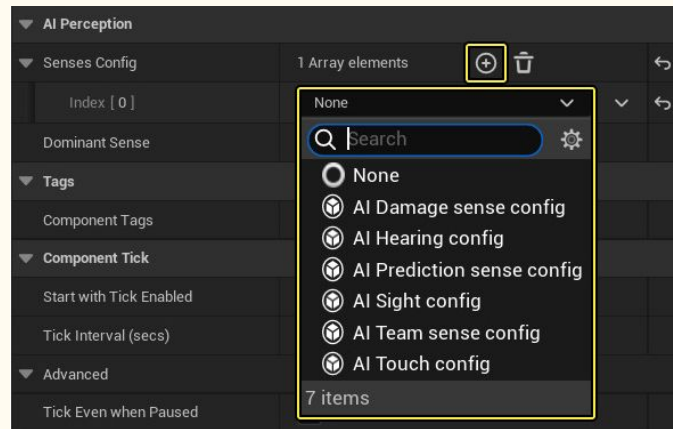 AI Perception
Senses Config 1 Array elements
Index [ 0 ] None
Dominant Sense
Search
Tags
None
Component Tags
AI Damage sense config
AI Hearing config
Component Tick
AI Prediction sense config
Start with Tick Enabled
AI Sight config
Tick Interval (secs)
AI Team sense config
Advanced
AI Touch config
Tick Even when Paused
7 items